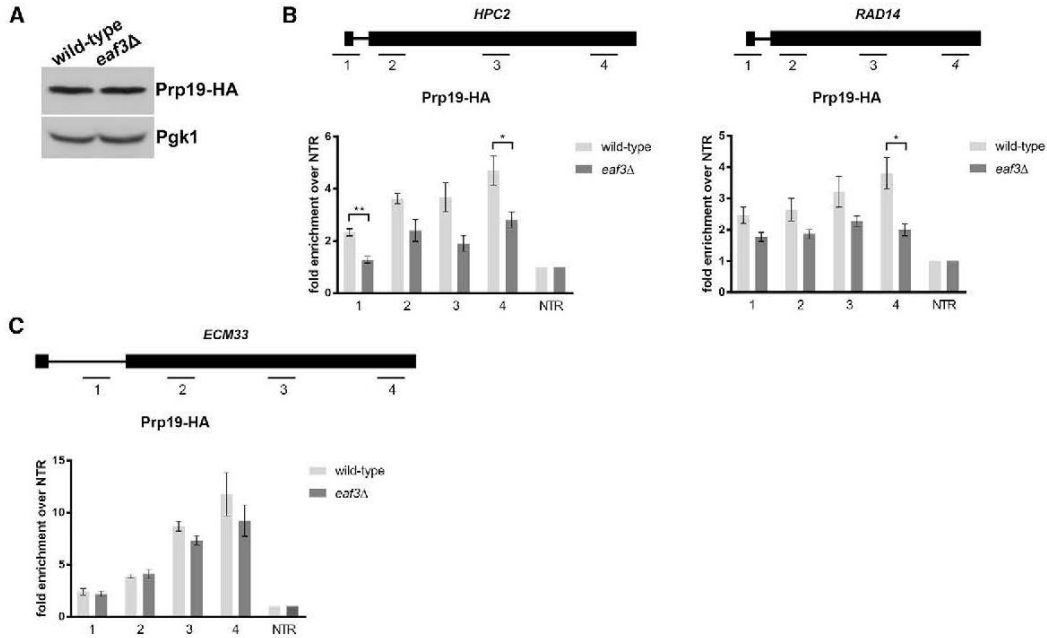 A
wild-type
eaf3Δ
Prp19-HA
Pgk1
B
HPC2
1
2
3
4
Prp19-HA
fold enrichment over NTR
6
4
2
**
*
wild-type
eaf3Δ
1
2
3
4
NTR
RAD14
1
2
3
4
Prp19-HA
fold enrichment over NTR
5
4
3
2
1
0
*
wild-type
eaf3Δ
1
2
3
4
NTR
C
ECM33
1
2
3
4
Prp19-HA
fold enrichment over NTR
15
10
5
0
wild-type
eaf3Δ
1
2
3
4
NTR